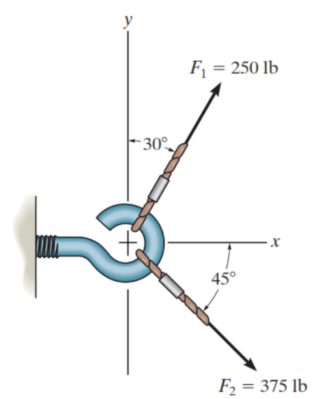 y
F₁ = 250 lb
30°
x
45°
F₂ = 375 lb